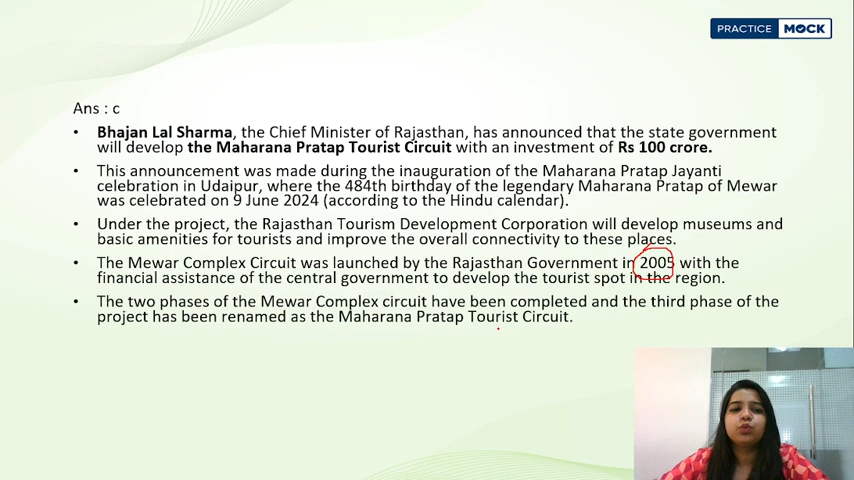 PRACTICE MOCK
Ans : c
• Bhajan Lal Sharma, the Chief Minister of Rajasthan, has announced that the state government
will develop the Maharana Pratap Tourist Circuit with an investment of Rs 100 crore.
• This announcement was made during the inauguration of the Maharana Pratap Jayanti
celebration in Udaipur, where the 484th birthday of the legendary Maharana Pratap of Mewar
was celebrated on 9 June 2024 (according to the Hindu calendar).
• Under the project, the Rajasthan Tourism Development Corporation will develop museums and
basic amenities for tourists and improve the overall connectivity to these places.
• The Mewar Complex Circuit was launched by the Rajasthan Government in 2005 with the
financial assistance of the central government to develop the tourist spot in the region.
• The two phases of the Mewar Complex circuit have been completed and the third phase of the
project has been renamed as the Maharana Pratap Tourist Circuit.